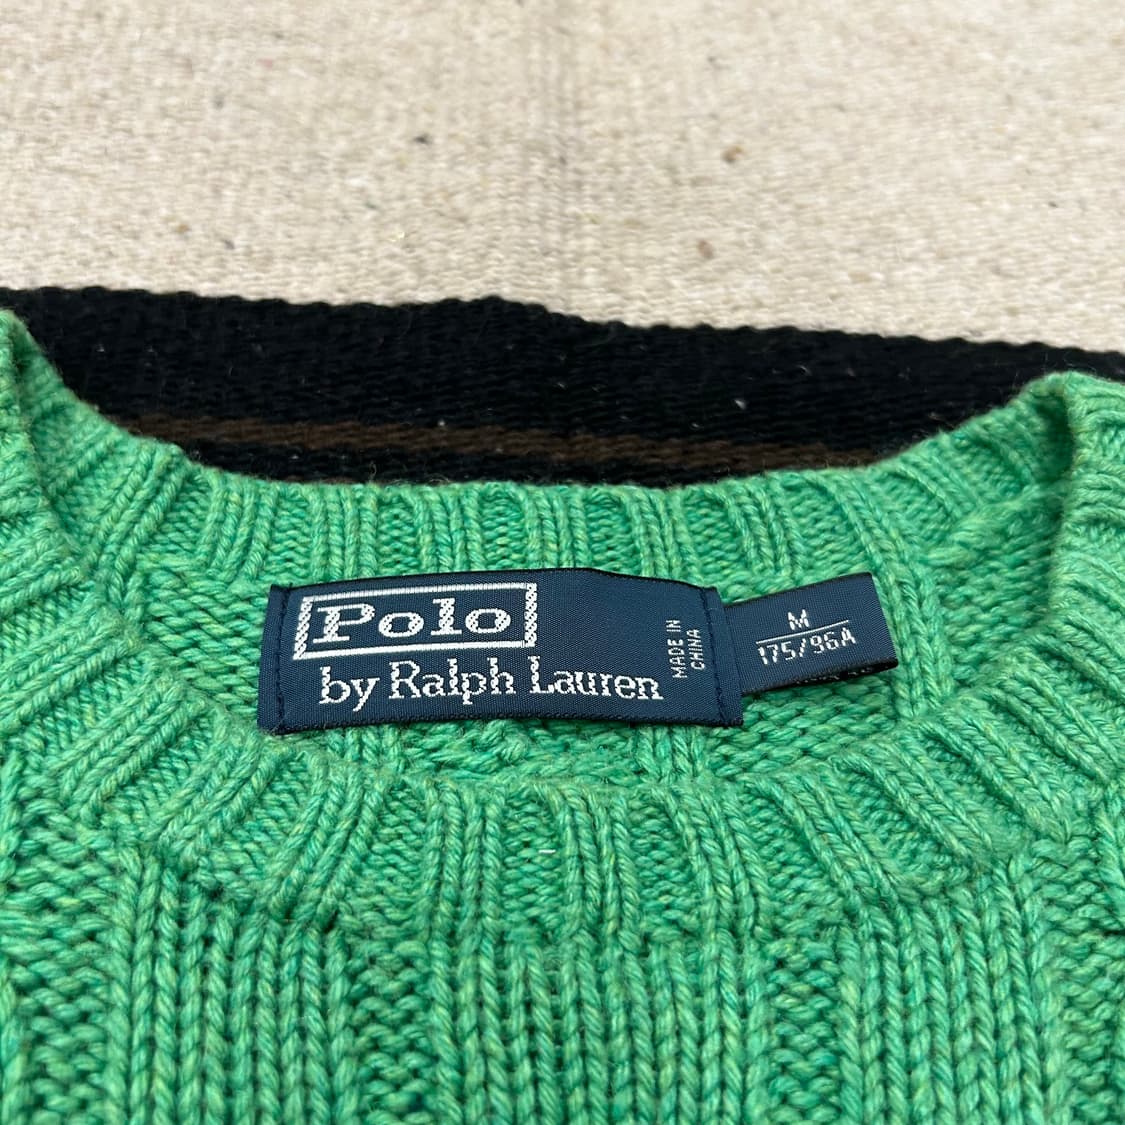 Polo
by Ralph Lauren
MADE IN
CHINA
M
175/96A